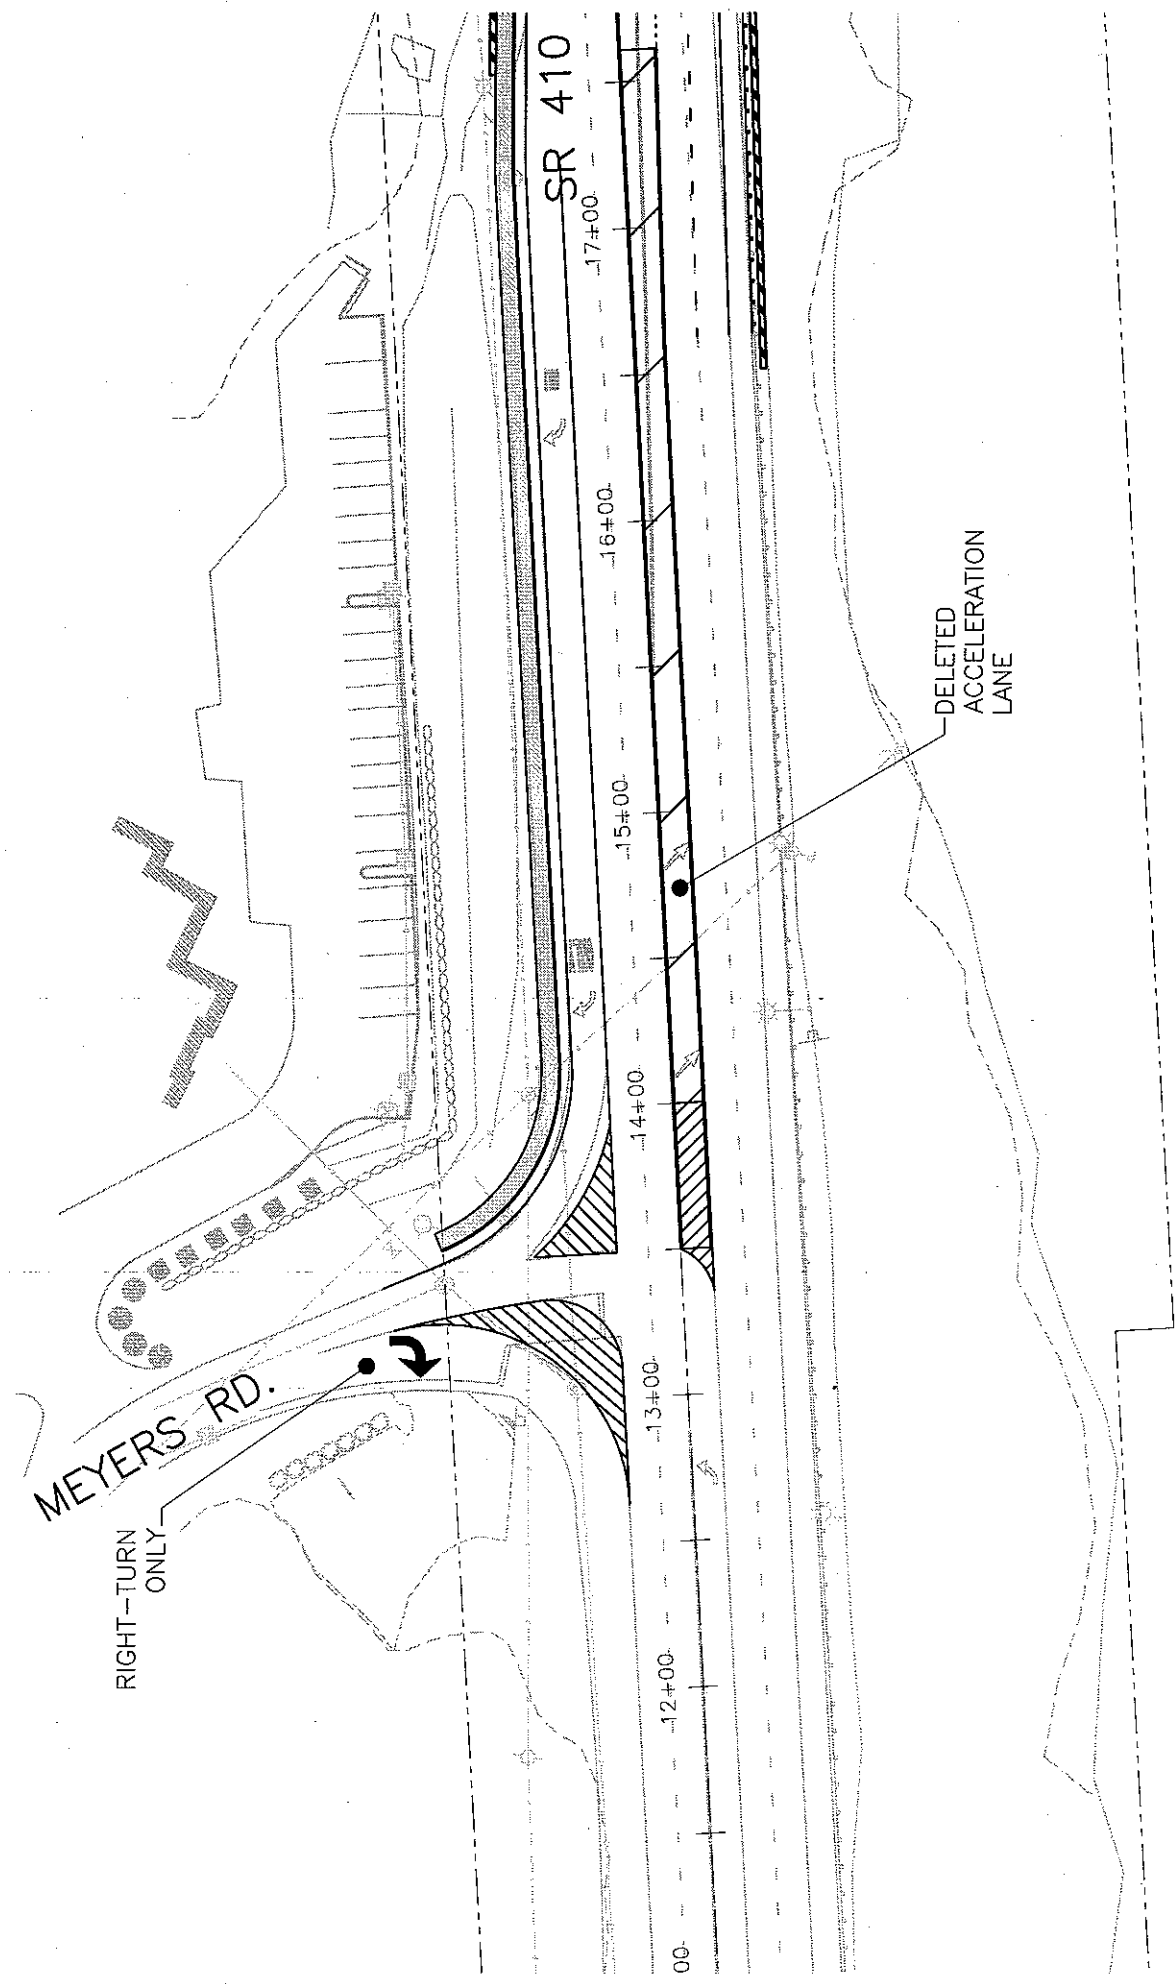 SR 410
MEYERS RD.
RIGHT-TURN
ONLY
DELETED
ACCELERATION
LANE
00
12+00
13+00
14+00
15+00
16+00
17+00